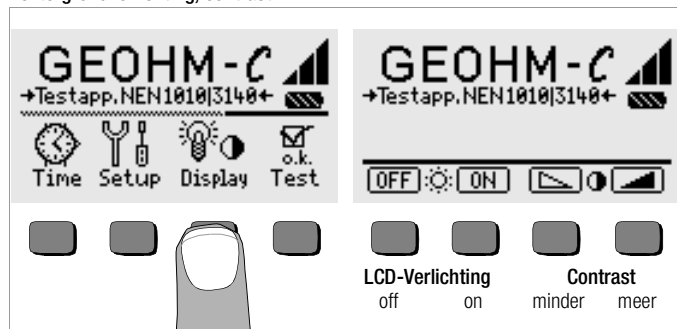 GEOHM-C
→Testapp.NEN1010|3140←
Time Setup Display o.k. Test
GEOHM-C
→Testapp.NEN1010|3140←
OFF ON
LCD-Verlichting Contrast
off on minder meer